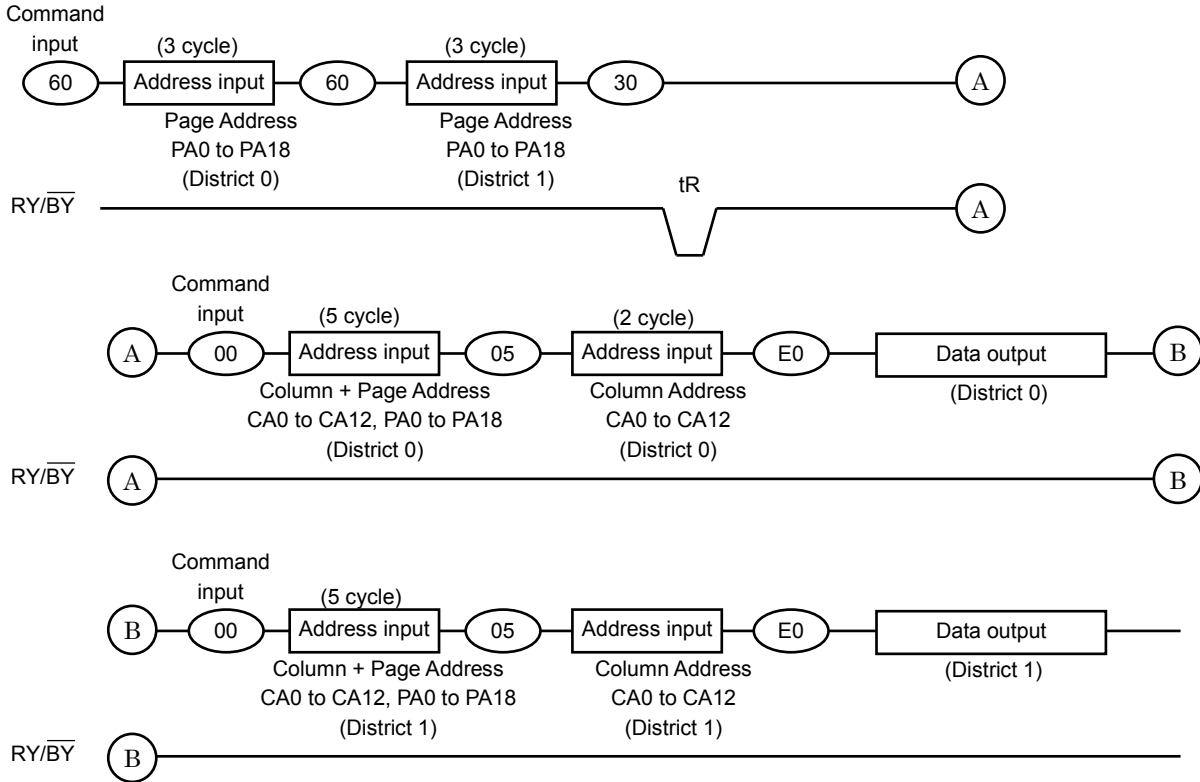 Command
input
(3 cycle)
(3 cycle)
60
Address input
60
Address input
30
A
Page Address
PA0 to PA18
(District 0)
Page Address
PA0 to PA18
(District 1)
tR
RY/B̅Y̅
A
Command
input
(5 cycle)
(2 cycle)
A
00
Address input
05
Address input
E0
Data output
B
Column + Page Address
CA0 to CA12, PA0 to PA18
(District 0)
Column Address
CA0 to CA12
(District 0)
(District 0)
RY/B̅Y̅
A
B
Command
input
(5 cycle)
B
00
Address input
05
Address input
E0
Data output
Column + Page Address
CA0 to CA12, PA0 to PA18
(District 1)
Column Address
CA0 to CA12
(District 1)
(District 1)
RY/B̅Y̅
B